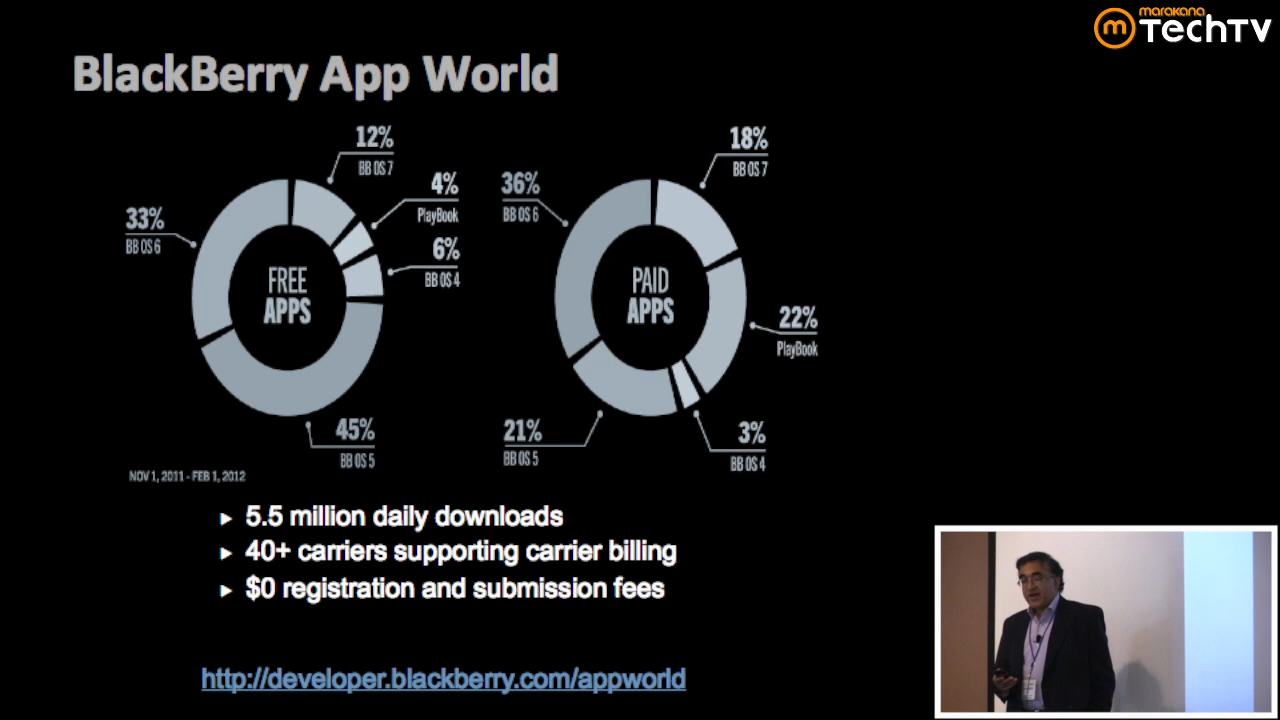 marakana
TechTV
BlackBerry App World
12%
BB OS 7
4%
PlayBook
6%
BB OS 4
33%
BB OS 6
FREE
APPS
45%
BB OS 5
18%
BB OS 7
36%
BB OS 6
PAID
APPS
22%
PlayBook
21%
BB OS 5
3%
BB OS 4
NOV 1, 2011 - FEB 1, 2012
5.5 million daily downloads
40+ carriers supporting carrier billing
$0 registration and submission fees
http://developer.blackberry.com/appworld